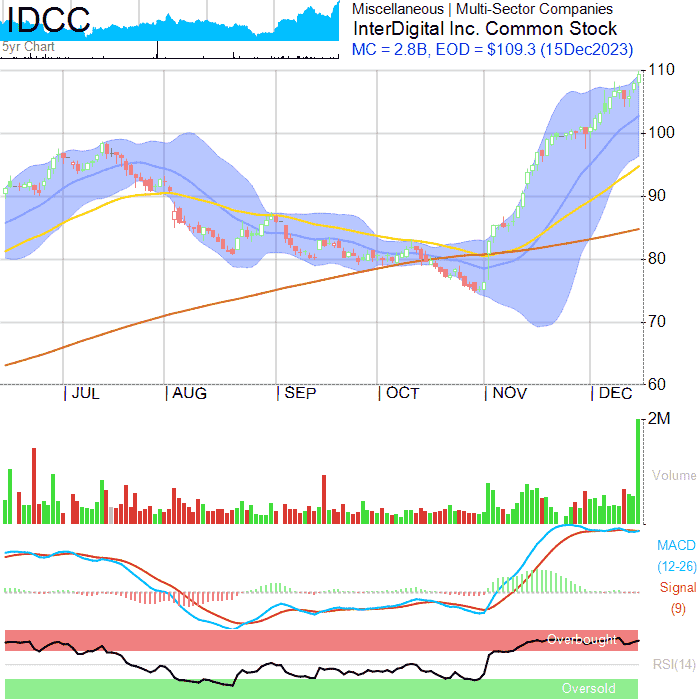 IDCC
5yr Chart
Miscellaneous | Multi-Sector Companies
InterDigital Inc. Common Stock
MC = 2.8B, EOD = $109.3 (15Dec2023)
110
100
90
80
70
60
| JUL | AUG | SEP | OCT | NOV | DEC
2M
Volume
MACD
(12-26)
Signal
(9)
Overbought
RSI(14)
Oversold